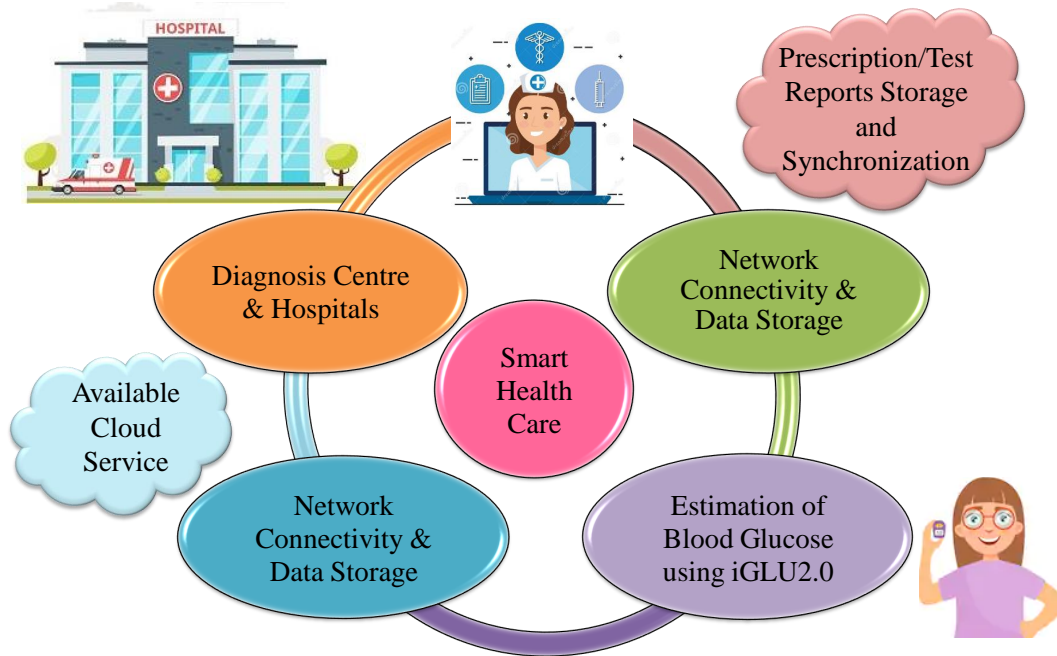 HOSPITAL
Prescription/Test
Reports Storage
and
Synchronization
Diagnosis Centre
& Hospitals
Network
Connectivity &
Data Storage
Smart
Health
Care
Available
Cloud
Service
Network
Connectivity &
Data Storage
Estimation of
Blood Glucose
using iGLU2.0